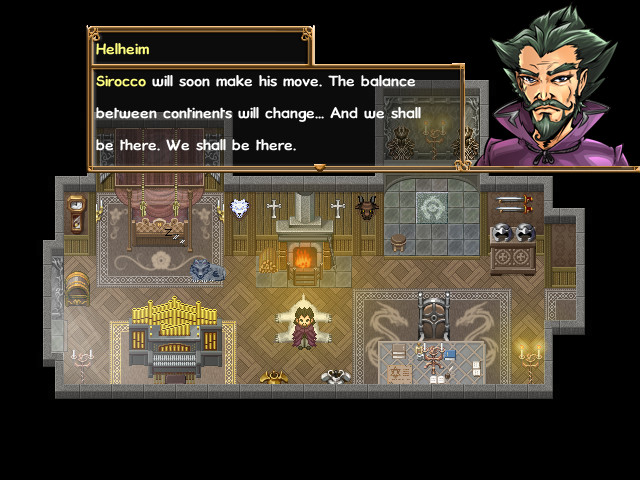 Helheim
Sirocco will soon make his move. The balance
between continents will change... And we shall
be there. We shall be there.
z
z
z